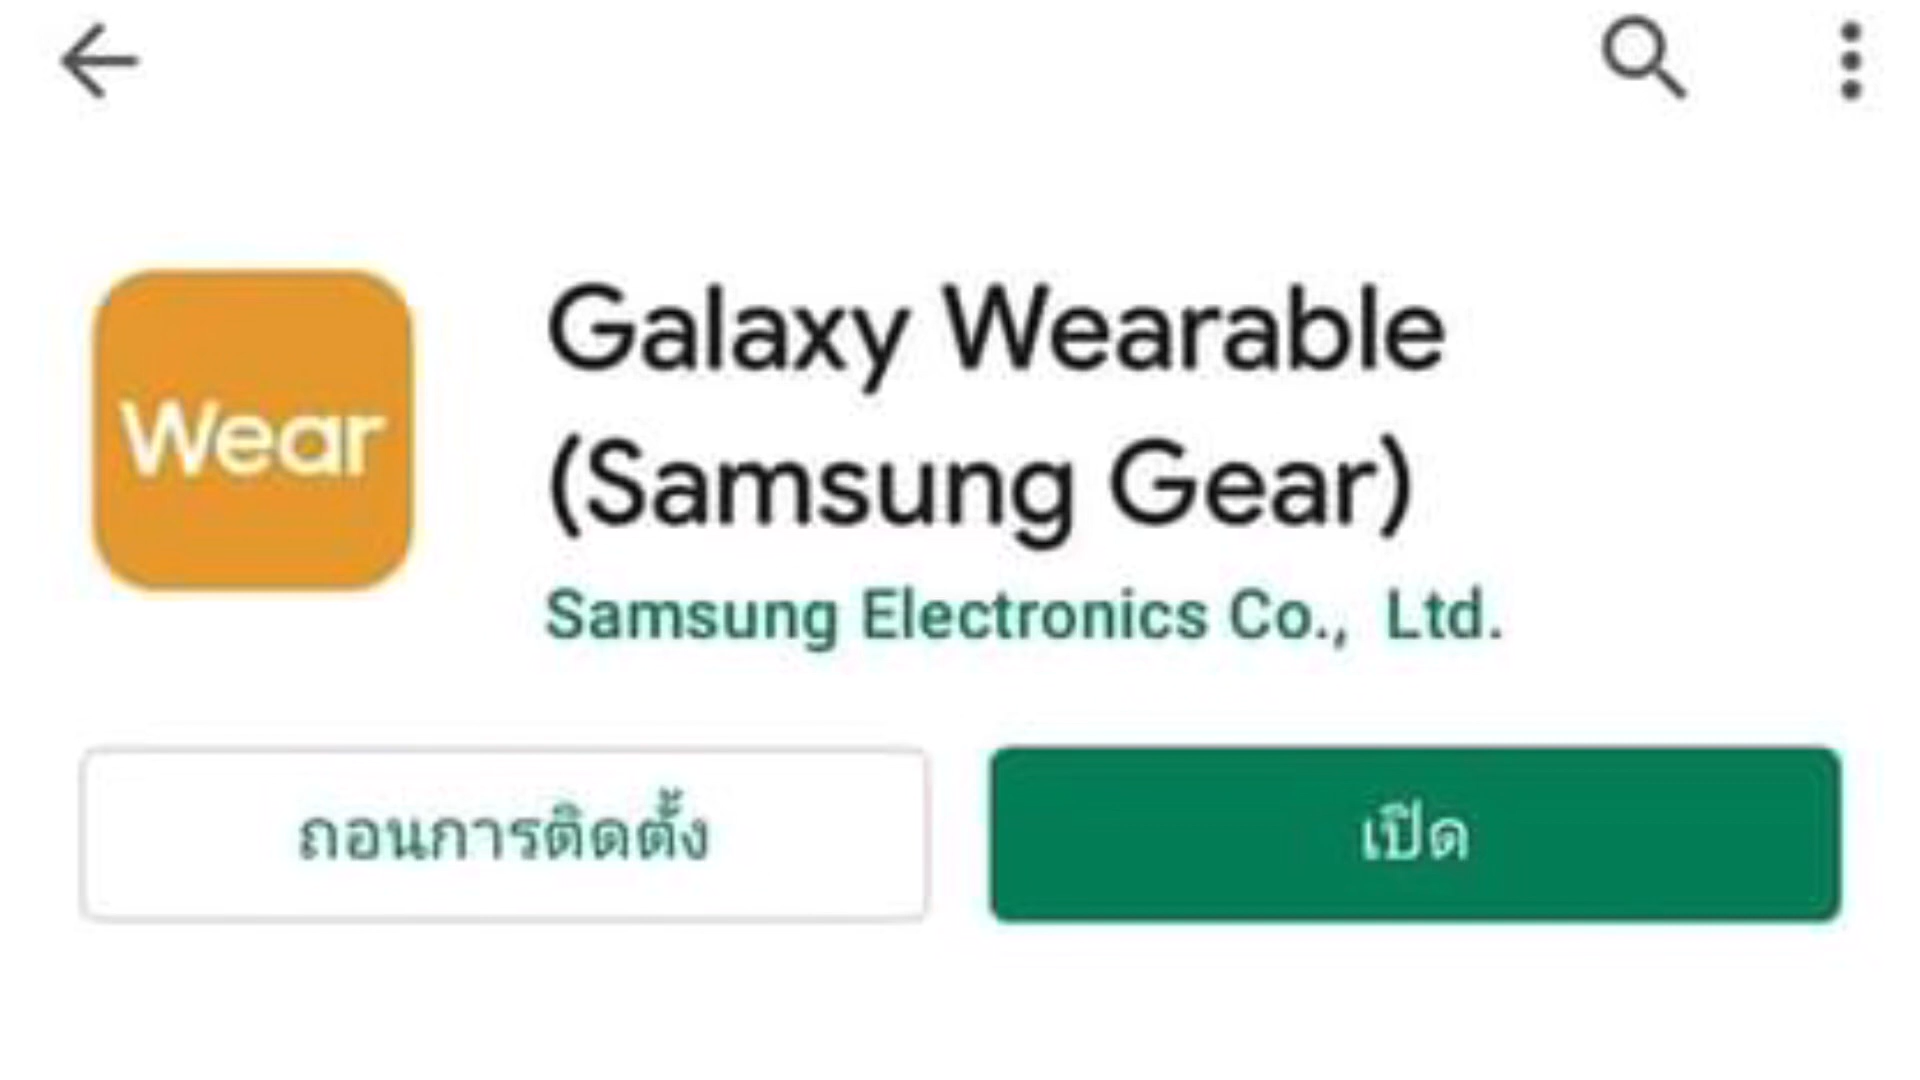 Wear
Galaxy Wearable
(Samsung Gear)
Samsung Electronics Co., Ltd.
ถอนการติดตั้ง
เปิด